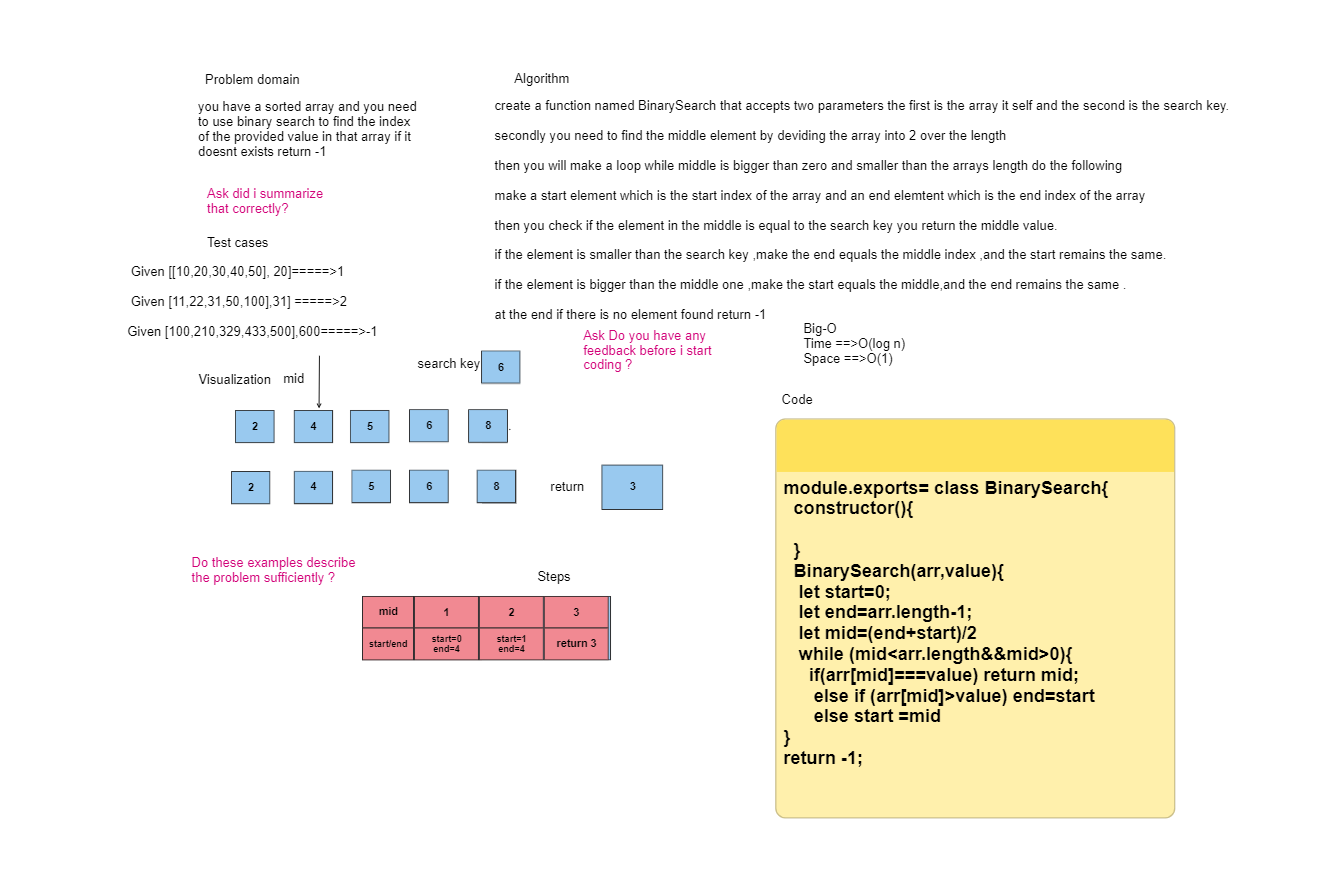 Problem domain
you have a sorted array and you need
to use binary search to find the index
of the provided value in that array if it
doesnt exists return -1
Ask did i summarize
that correctly?
Test cases
Given [[10,20,30,40,50], 20]=====>1
Given [11,22,31,50,100],31] =====>2
Given [100,210,329,433,500],600=====>-1
Algorithm
create a function named BinarySearch that accepts two parameters the first is the array it self and the second is the search key.
secondly you need to find the middle element by deviding the array into 2 over the length
then you will make a loop while middle is bigger than zero and smaller than the arrays length do the following
make a start element which is the start index of the array and an end elemtent which is the end index of the array
then you check if the element in the middle is equal to the search key you return the middle value.
if the element is smaller than the search key ,make the end equals the middle index ,and the start remains the same.
if the element is bigger than the middle one ,make the start equals the middle,and the end remains the same .
at the end if there is no element found return -1
Ask Do you have any
feedback before i start
coding ?
Big-O
Time ==>O(log n)
Space ==>O(1)
search key
6
Visualization
mid
2
4
5
6
8
.
2
4
5
6
8
return
3
Do these examples describe
the problem sufficiently ?
Steps
mid
1
2
3
start/end
start=0
end=4
start=1
end=4
return 3
Code
module.exports= class BinarySearch{
constructor(){
}
BinarySearch(arr,value){
let start=0;
let end=arr.length-1;
let mid=(end+start)/2
while (mid<arr.length&&mid>0){
if(arr[mid]===value) return mid;
else if (arr[mid]>value) end=start
else start =mid
}
return -1;